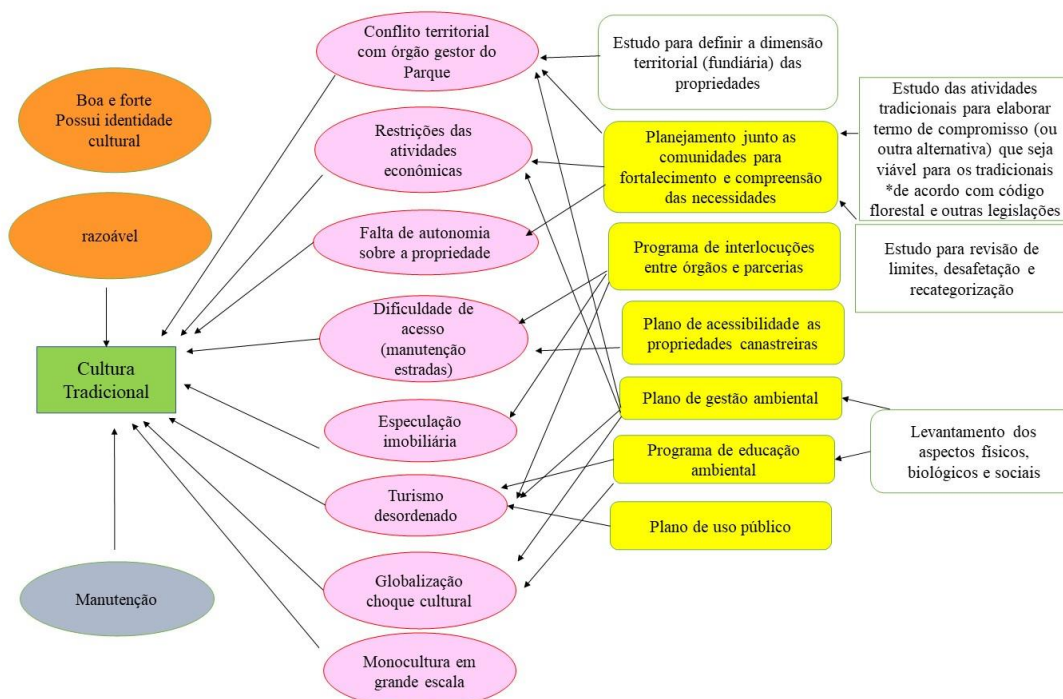 Boa e forte
Possui identidade
cultural
razoável
Cultura
Tradicional
Manutenção
Conflito territorial
com órgão gestor do
Parque
Restrições das
atividades
econômicas
Falta de autonomia
sobre a propriedade
Dificuldade de
acesso
(manutenção
estradas)
Especulação
imobiliária
Turismo
desordenado
Globalização
choque cultural
Monocultura em
grande escala
Estudo para definir a dimensão
territorial (fundiária) das
propriedades
Planejamento junto as
comunidades para
fortalecimento e compreensão
das necessidades
Programa de interlocuções
entre órgãos e parcerias
Plano de acessibilidade as
propriedades canastreiras
Plano de gestão ambiental
Programa de educação
ambiental
Plano de uso público
Estudo das atividades
tradicionais para elaborar
termo de compromisso (ou
outra alternativa) que seja
viável para os tradicionais
*de acordo com código
florestal e outras legislações
Estudo para revisão de
limites, desafetação e
recategorização
Levantamento dos
aspectos físicos,
biológicos e sociais